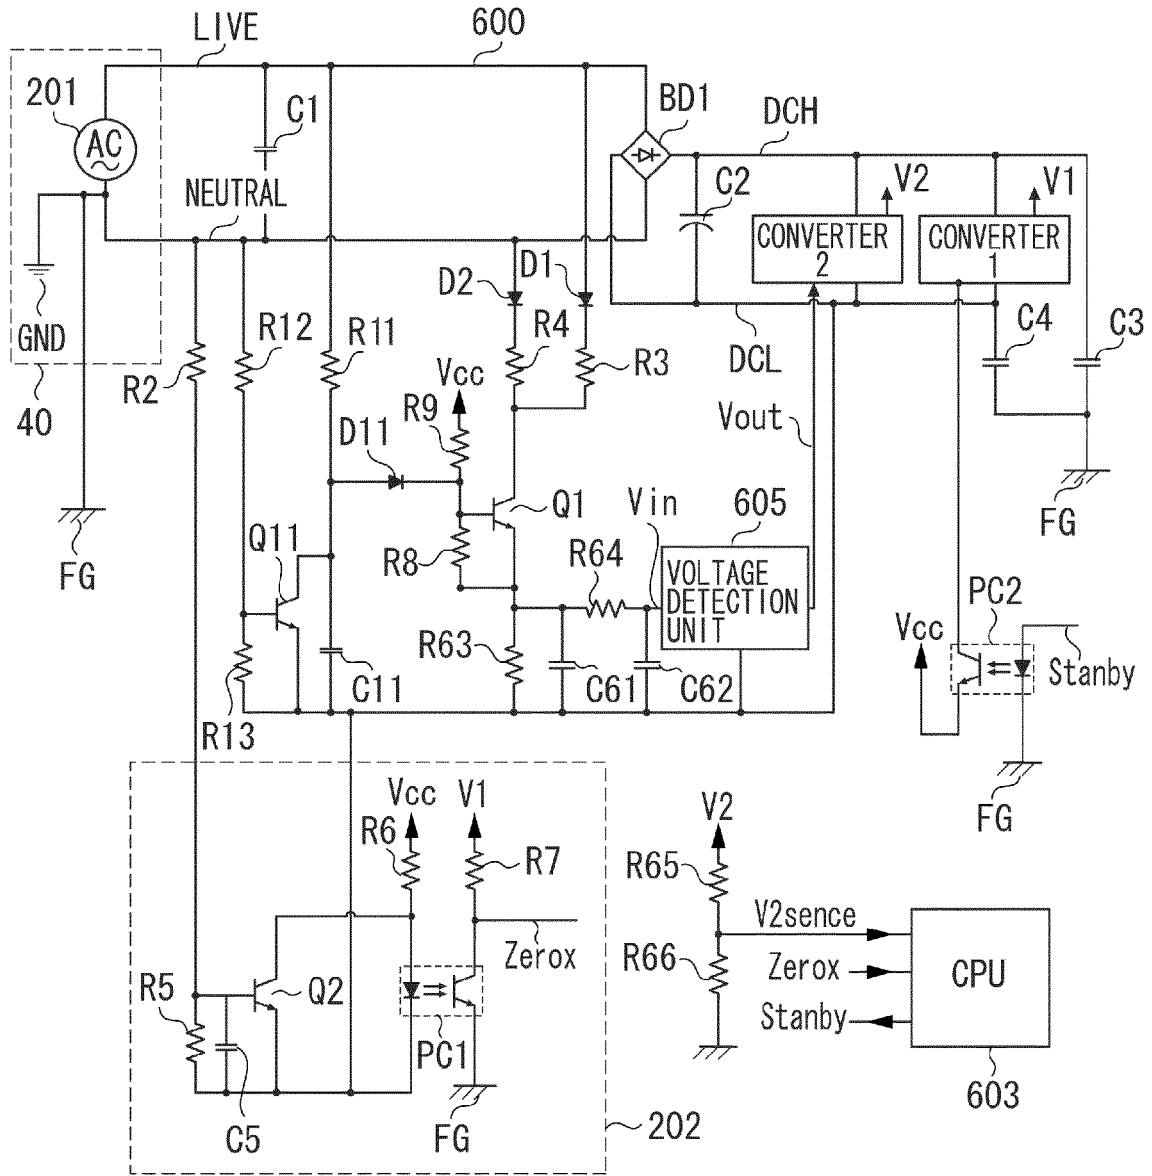 LIVE
600
201
AC
C1
BD1
DCH
NEUTRAL
C2
V2
V1
CONVERTER
2
CONVERTER
1
D2
D1
GND
R12
R11
R4
C4
C3
R2
R3
DCL
40
Vcc
R9
Vout
D11
Q1
Vin
605
FG
FG
Q11
R8
R64
VOLTAGE
DETECTION
UNIT
PC2
Vcc
R63
Stanby
C11
C61
C62
R13
FG
Vcc
V1
V2
R6
R7
R65
V2sence
Zerox
R66
Zerox
CPU
R5
Q2
Stanby
PC1
603
C5
FG
202